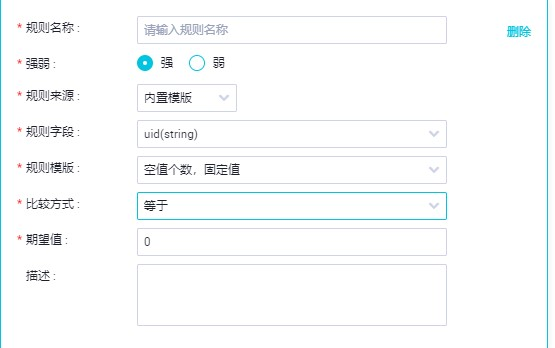 * 规则名称 : 请输入规则名称 删除
* 强弱 : 强 弱
* 规则来源 : 内置模版
* 规则字段 : uid(string)
* 规则模版 : 空值个数，固定值
* 比较方式 : 等于
* 期望值 : 0
描述 :